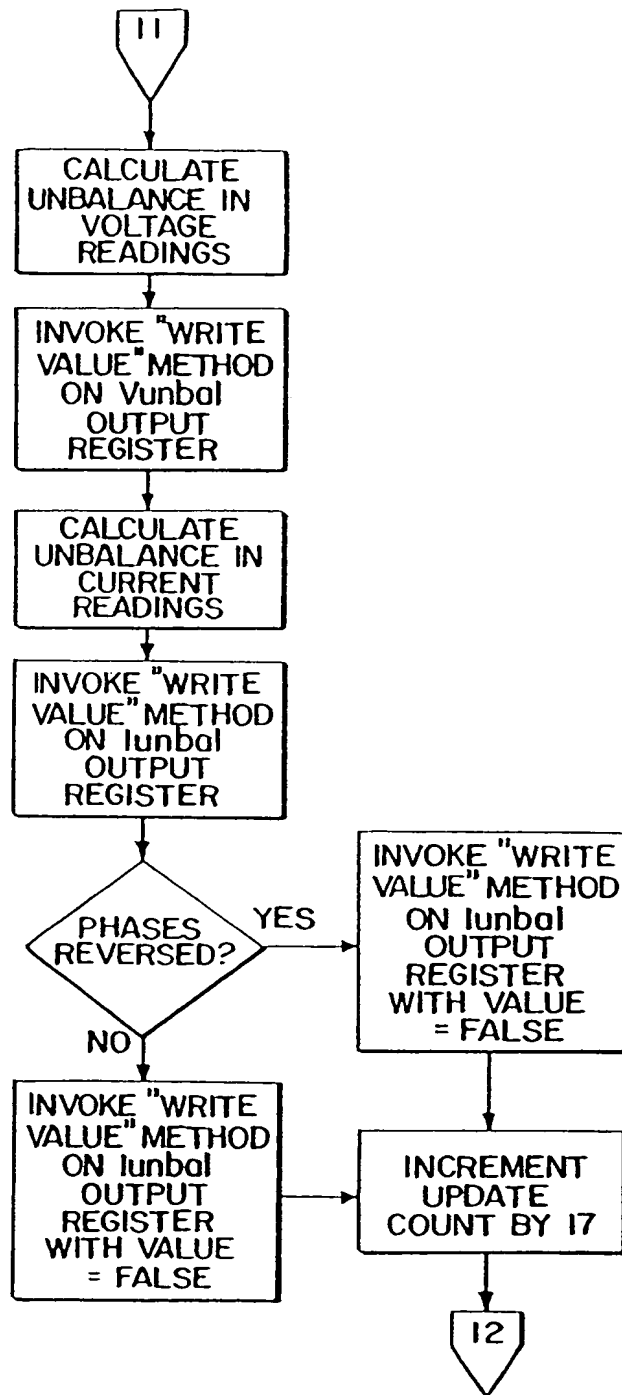 11
CALCULATE
UNBALANCE IN
VOLTAGE
READINGS
INVOKE "WRITE
VALUE" METHOD
ON Vunbal
OUTPUT
REGISTER
CALCULATE
UNBALANCE IN
CURRENT
READINGS
INVOKE "WRITE
VALUE" METHOD
ON Iunbal
OUTPUT
REGISTER
PHASES
REVERSED?
YES
INVOKE "WRITE
VALUE" METHOD
ON Iunbal
OUTPUT
REGISTER
WITH VALUE
= FALSE
NO
INVOKE "WRITE
VALUE" METHOD
ON Iunbal
OUTPUT
REGISTER
WITH VALUE
= FALSE
INCREMENT
UPDATE
COUNT BY 17
12